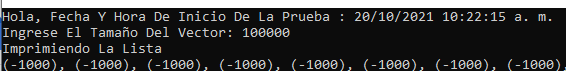 Hola, Fecha Y Hora De Inicio De La Prueba : 20/10/2021 10:22:15 a. m.
Ingrese El Tamaño Del Vector: 100000
Imprimiendo La Lista
(-1000), (-1000), (-1000), (-1000), (-1000), (-1000), (-1000), (-1000),